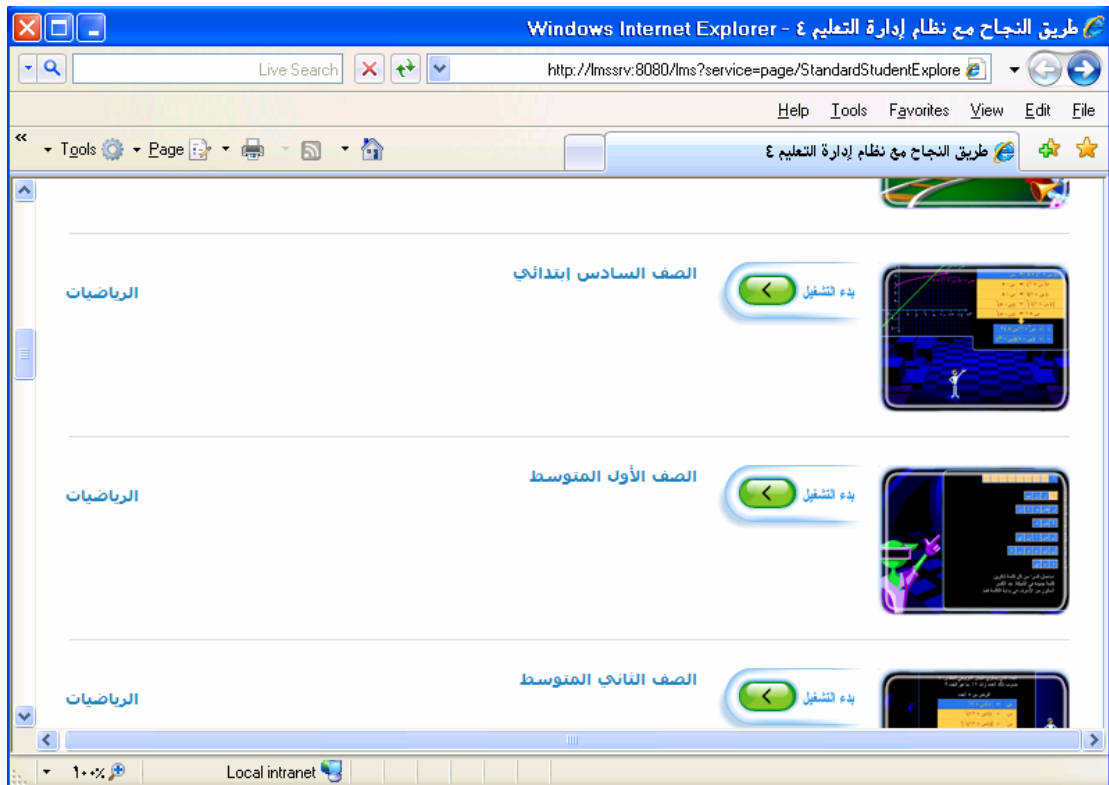 طريق النجاح مع نظام إدارة التعليم ٤ - Windows Internet Explorer
http://lmssrv:8080/lms?service=page/StandardStudentExplore
Live Search
File Edit View Favorites Tools Help
طريق النجاح مع نظام إدارة التعليم ٤
Page Tools
بدء التشغيل
الصف السادس إبتدائي
الرياضيات
بدء التشغيل
الصف الأول المتوسط
الرياضيات
بدء التشغيل
الصف الثاني المتوسط
الرياضيات
Local intranet
١٠٠%